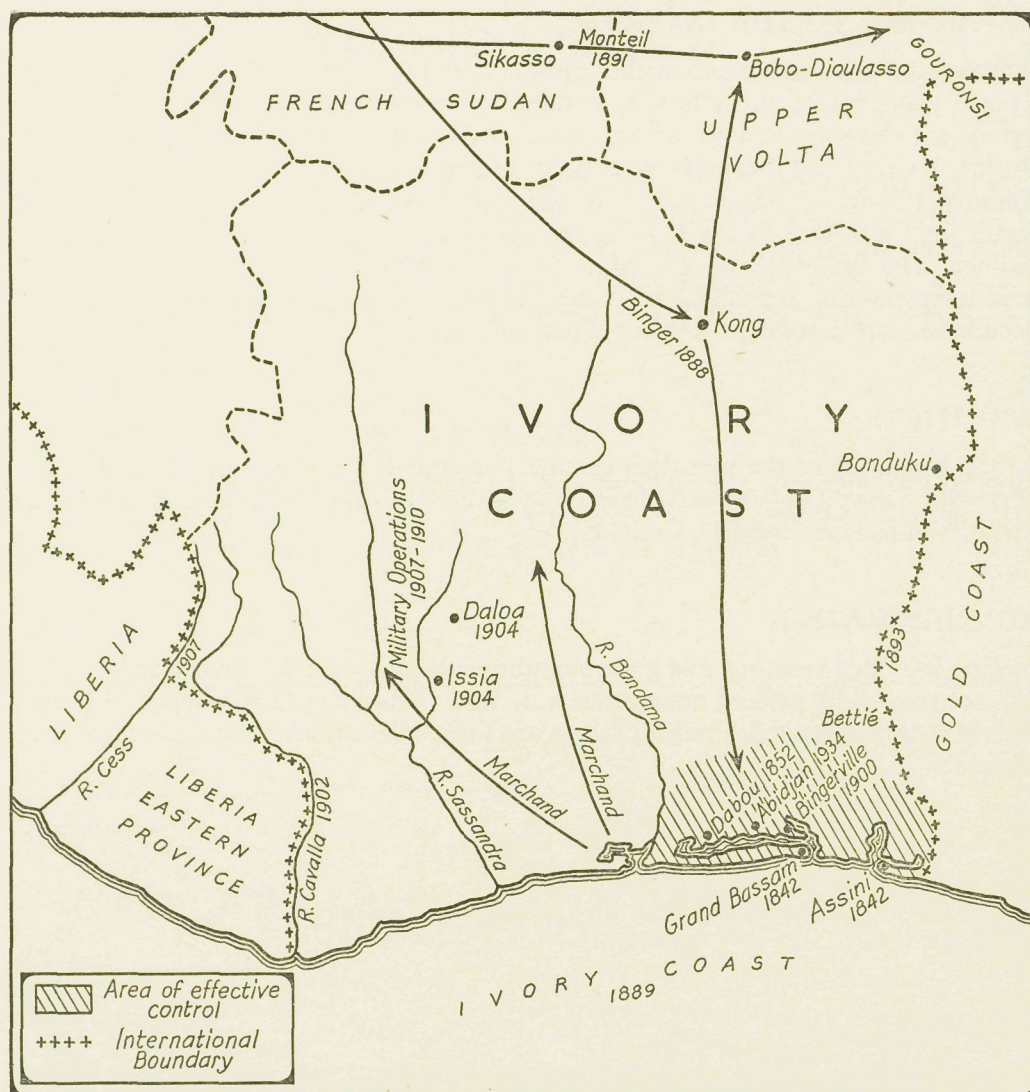 Monteil
1891
Sikasso
Bobo-Dioulasso
GOURONSI
FRENCH SUDAN
UPPER
VOLTA
Binger 1888
Kong
IVORY
COAST
Bonduku
Military Operations
1907-1910
Daloa
1904
Issia
1904
R. Bandama
1907
1893
GOLD COAST
LIBERIA
Bettié
Marchand
Marchand
Dabou 1852
Abidjan 1934
Bingerville
1900
R. Cess
R. Sassandra
LIBERIA
EASTERN
PROVINCE
R. Cavalla 1902
Grand Bassam
1842
Assini
1842
IVORY COAST
1889
Area of effective
control
International
Boundary